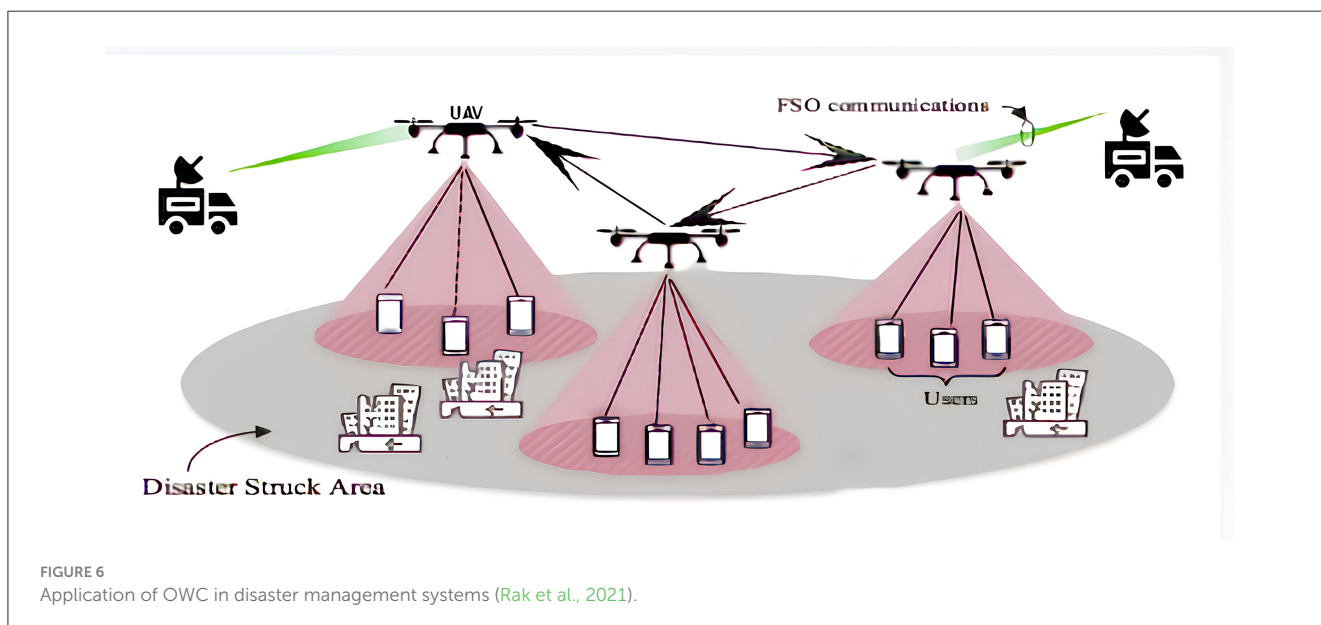 UAV
FSO communications
Users
Disaster Struck Area
FIGURE 6
Application of OWC in disaster management systems (Rak et al., 2021).